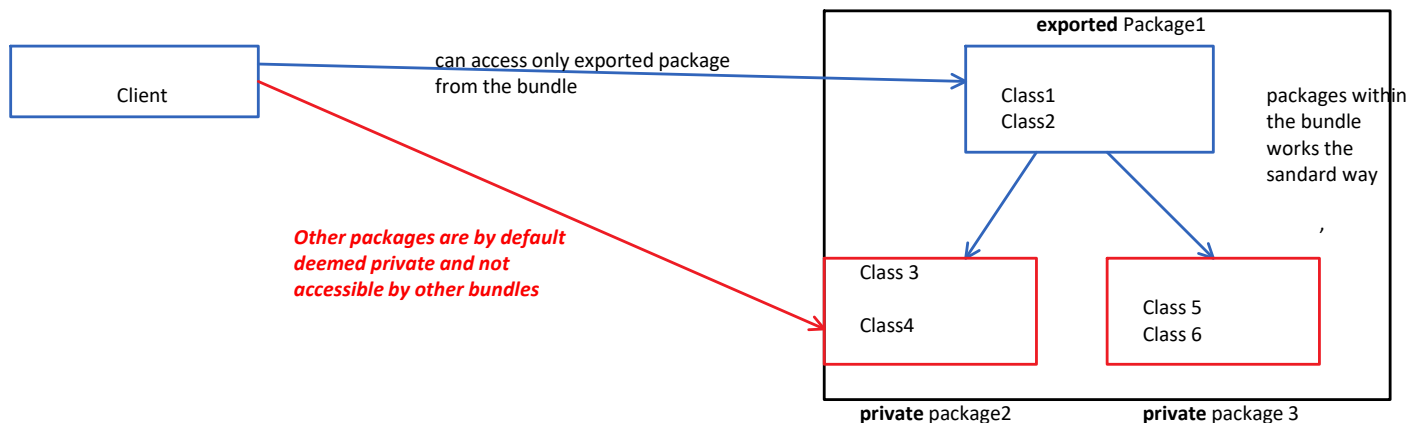 exported Package1
can access only exported package
from the bundle
Client
Class1
Class2
packages within
the bundle
works the
sandard way
,
Other packages are by default
deemed private and not
accessible by other bundles
Class 3
Class4
Class 5
Class 6
private package2
private package 3